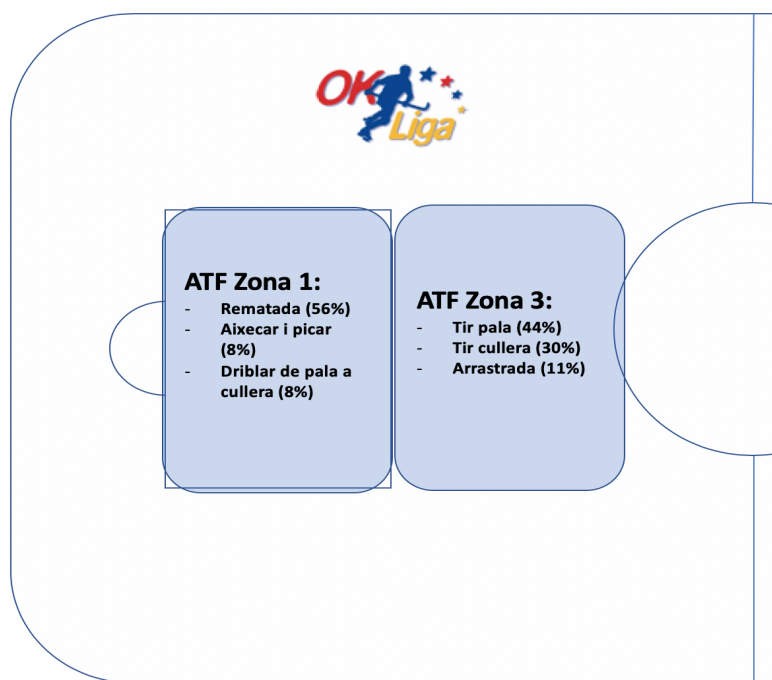 OK
Liga
ATF Zona 1:
- Rematada (56%)
- Aixecar i picar
(8%)
- Driblar de pala a
cullera (8%)
ATF Zona 3:
- Tir pala (44%)
- Tir cullera (30%)
- Arrastrada (11%)